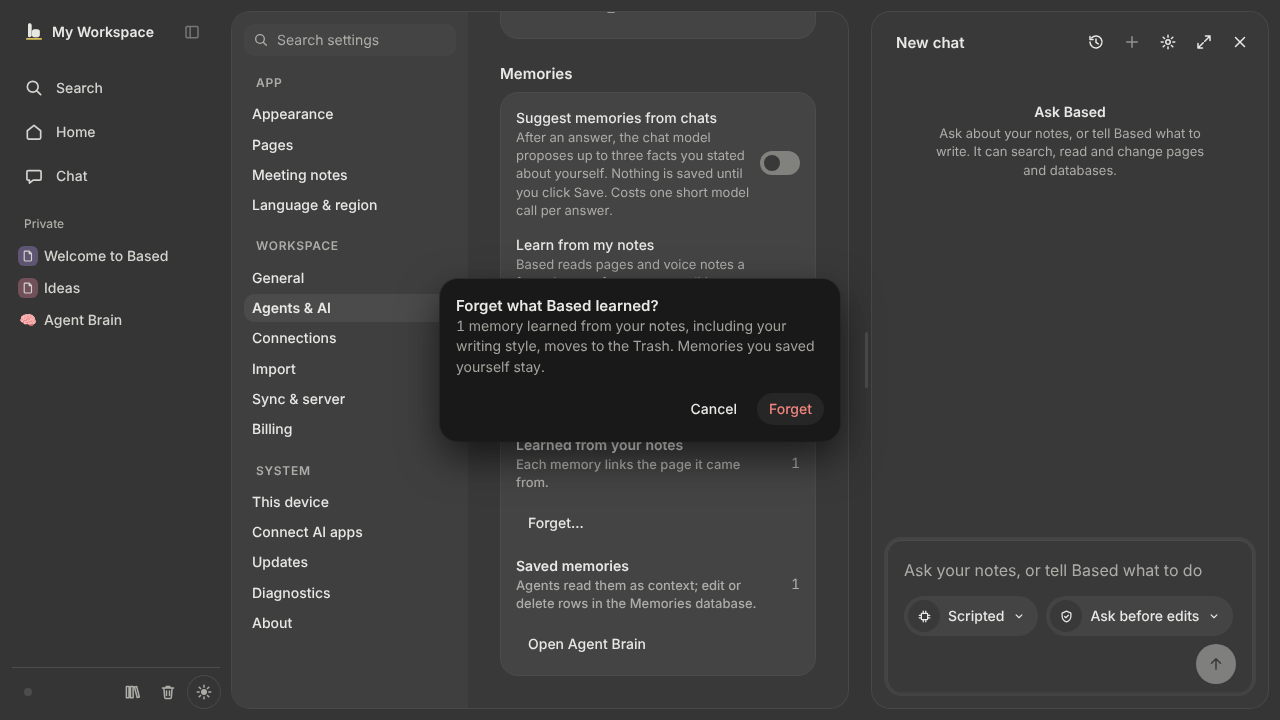 My Workspace
Search
Home
Chat
Private
Welcome to Based
Ideas
Agent Brain
Search settings
APP
Appearance
Pages
Meeting notes
Language & region
WORKSPACE
General
Agents & AI
Connections
Import
Sync & server
Billing
SYSTEM
This device
Connect AI apps
Updates
Diagnostics
About
Memories
Suggest memories from chats
After an answer, the chat model
proposes up to three facts you stated
about yourself. Nothing is saved until
you click Save. Costs one short model
call per answer.
Learn from my notes
Based reads pages and voice notes a
Forget what Based learned?
1 memory learned from your notes, including your
writing style, moves to the Trash. Memories you saved
yourself stay.
Cancel
Forget
Learned from your notes
Each memory links the page it came
from.
1
Forget...
Saved memories
Agents read them as context; edit or
delete rows in the Memories database.
1
Open Agent Brain
New chat
Ask Based
Ask about your notes, or tell Based what to
write. It can search, read and change pages
and databases.
Ask your notes, or tell Based what to do
Scripted
Ask before edits